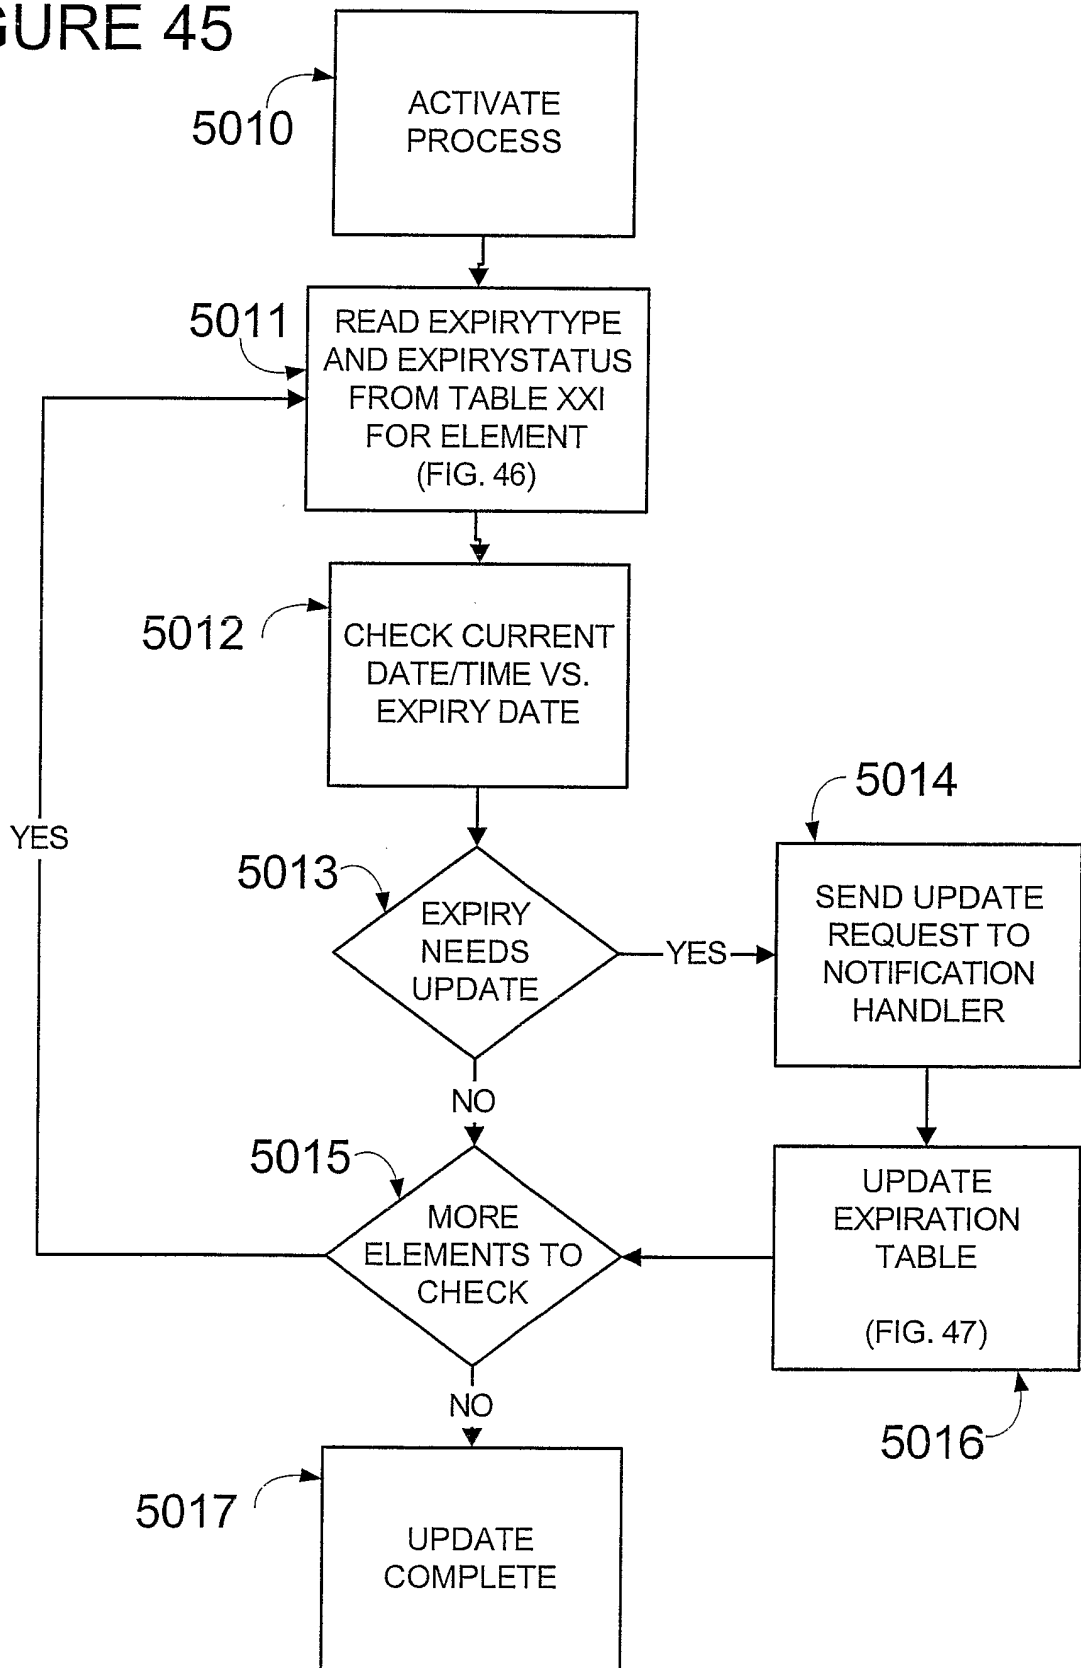 GURE 45
5010
ACTIVATE
PROCESS
5011
READ EXPIRYTYPE
AND EXPIRYSTATUS
FROM TABLE XXI
FOR ELEMENT
(FIG. 46)
5012
CHECK CURRENT
DATE/TIME VS.
EXPIRY DATE
YES
5013
EXPIRY
NEEDS
UPDATE
YES
5014
SEND UPDATE
REQUEST TO
NOTIFICATION
HANDLER
NO
5015
MORE
ELEMENTS TO
CHECK
UPDATE
EXPIRATION
TABLE
(FIG. 47)
5016
NO
5017
UPDATE
COMPLETE